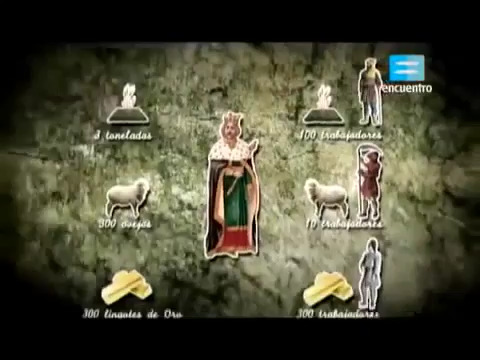 encuentro
3 toneladas
100 trabajadores
300 ovejas
10 trabajadores
300 lingotes de Oro
300 trabajadores